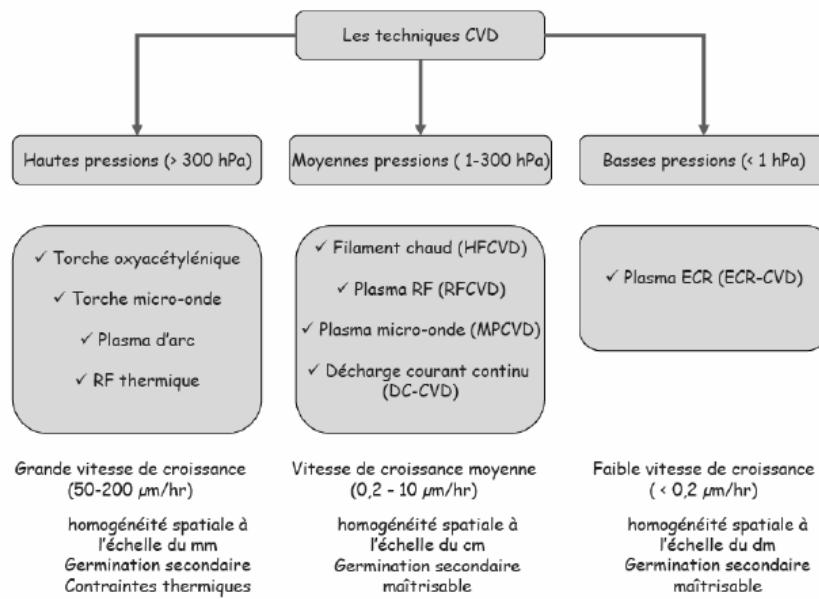 Les techniques CVD
Hautes pressions (> 300 hPa)
Moyennes pressions ( 1-300 hPa)
Basses pressions (< 1 hPa)
✓ Torche oxyacétylénique
✓ Torche micro-onde
✓ Plasma d'arc
✓ RF thermique
✓ Filament chaud (HFCVD)
✓ Plasma RF (RFCVD)
✓ Plasma micro-onde (MPCVD)
✓ Décharge courant continu
(DC-CVD)
✓ Plasma ECR (ECR-CVD)
Grande vitesse de croissance
(50-200 µm/hr)
homogénéité spatiale à
l'échelle du mm
Germination secondaire
Contraintes thermiques
Vitesse de croissance moyenne
(0,2 - 10 µm/hr)
homogénéité spatiale à
l'échelle du cm
Germination secondaire
maîtrisable
Faible vitesse de croissance
( < 0,2 µm/hr)
homogénéité spatiale à
l'échelle du dm
Germination secondaire
maîtrisable